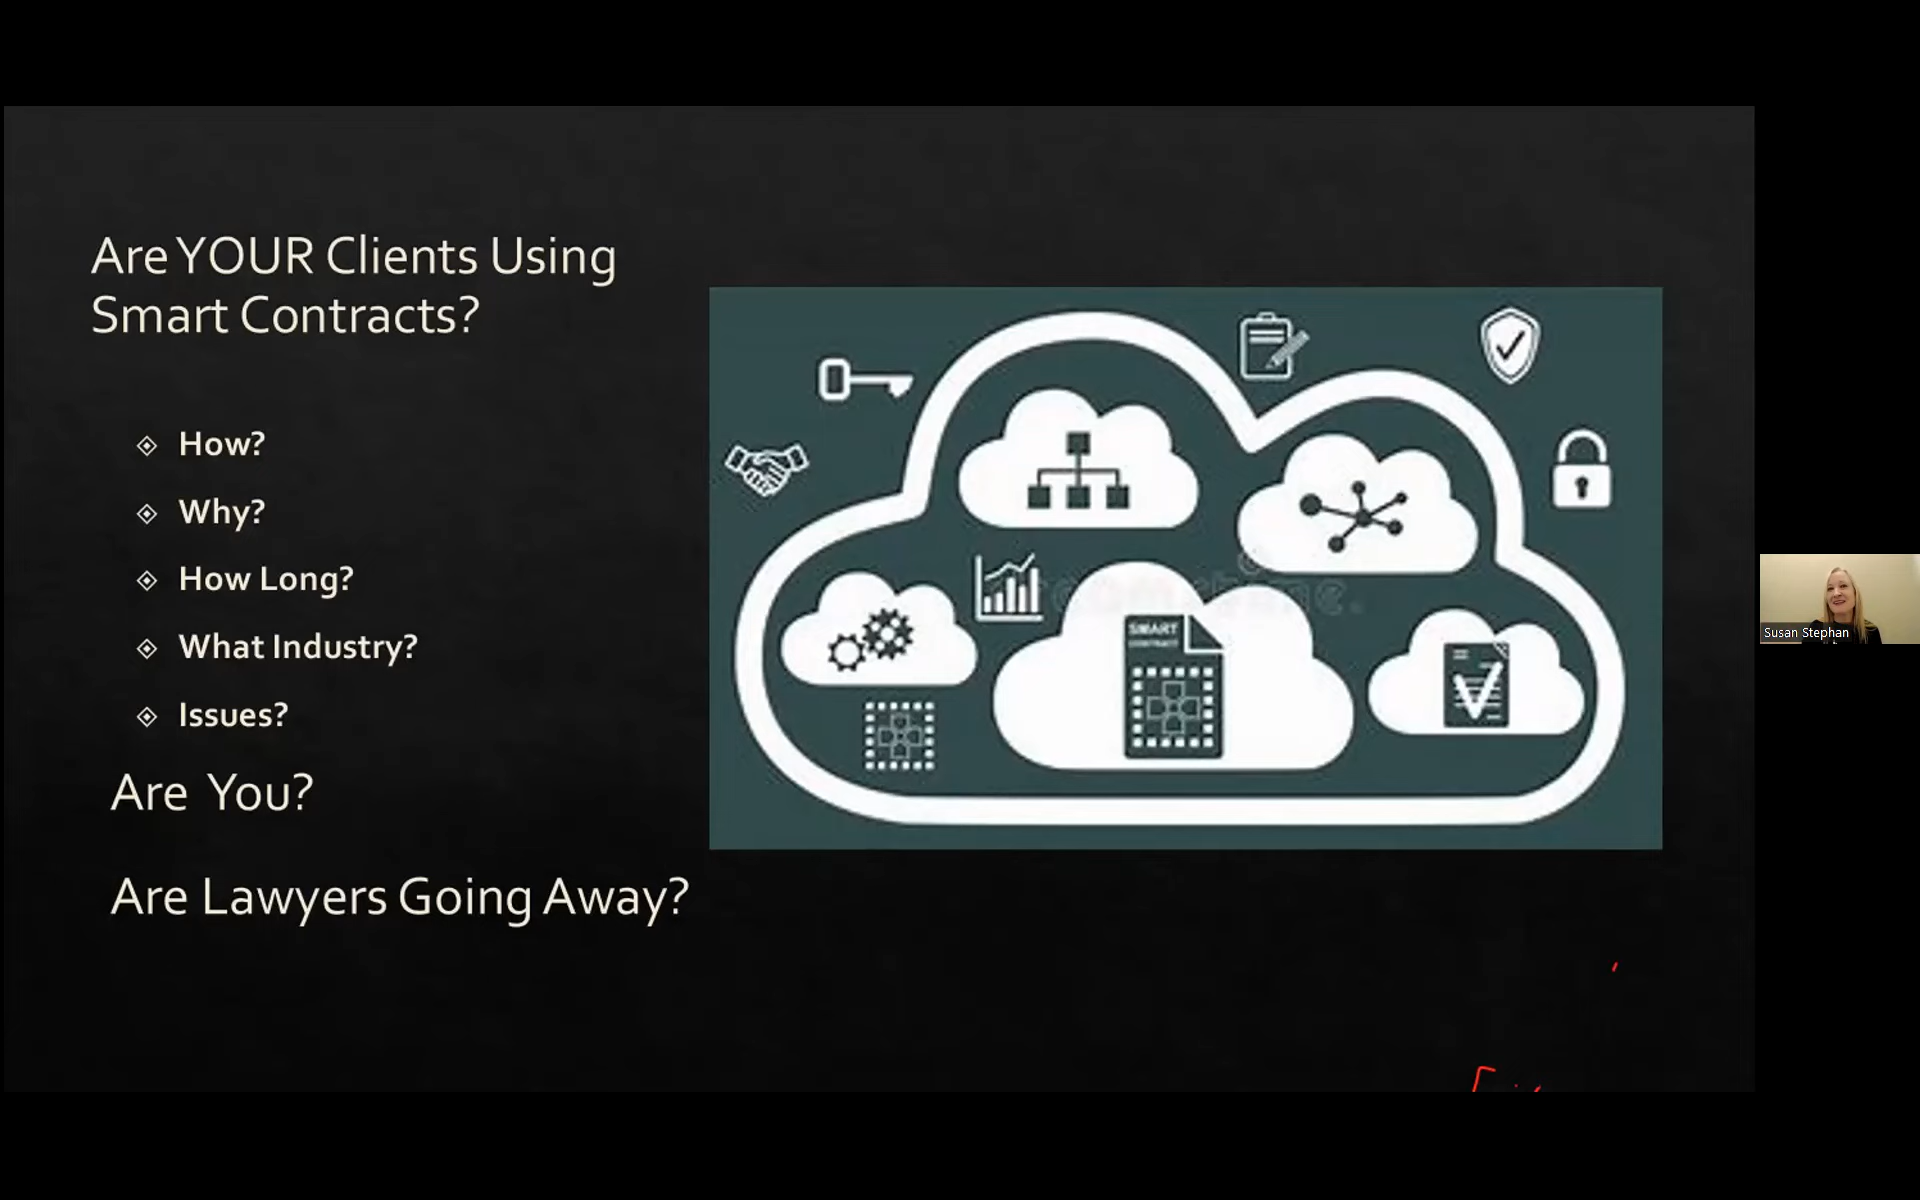 Are YOUR Clients Using
Smart Contracts?
How?
Why?
How Long?
What Industry?
Issues?
Are You?
Are Lawyers Going Away?
SMART
CONTRACT
Susan Stephan